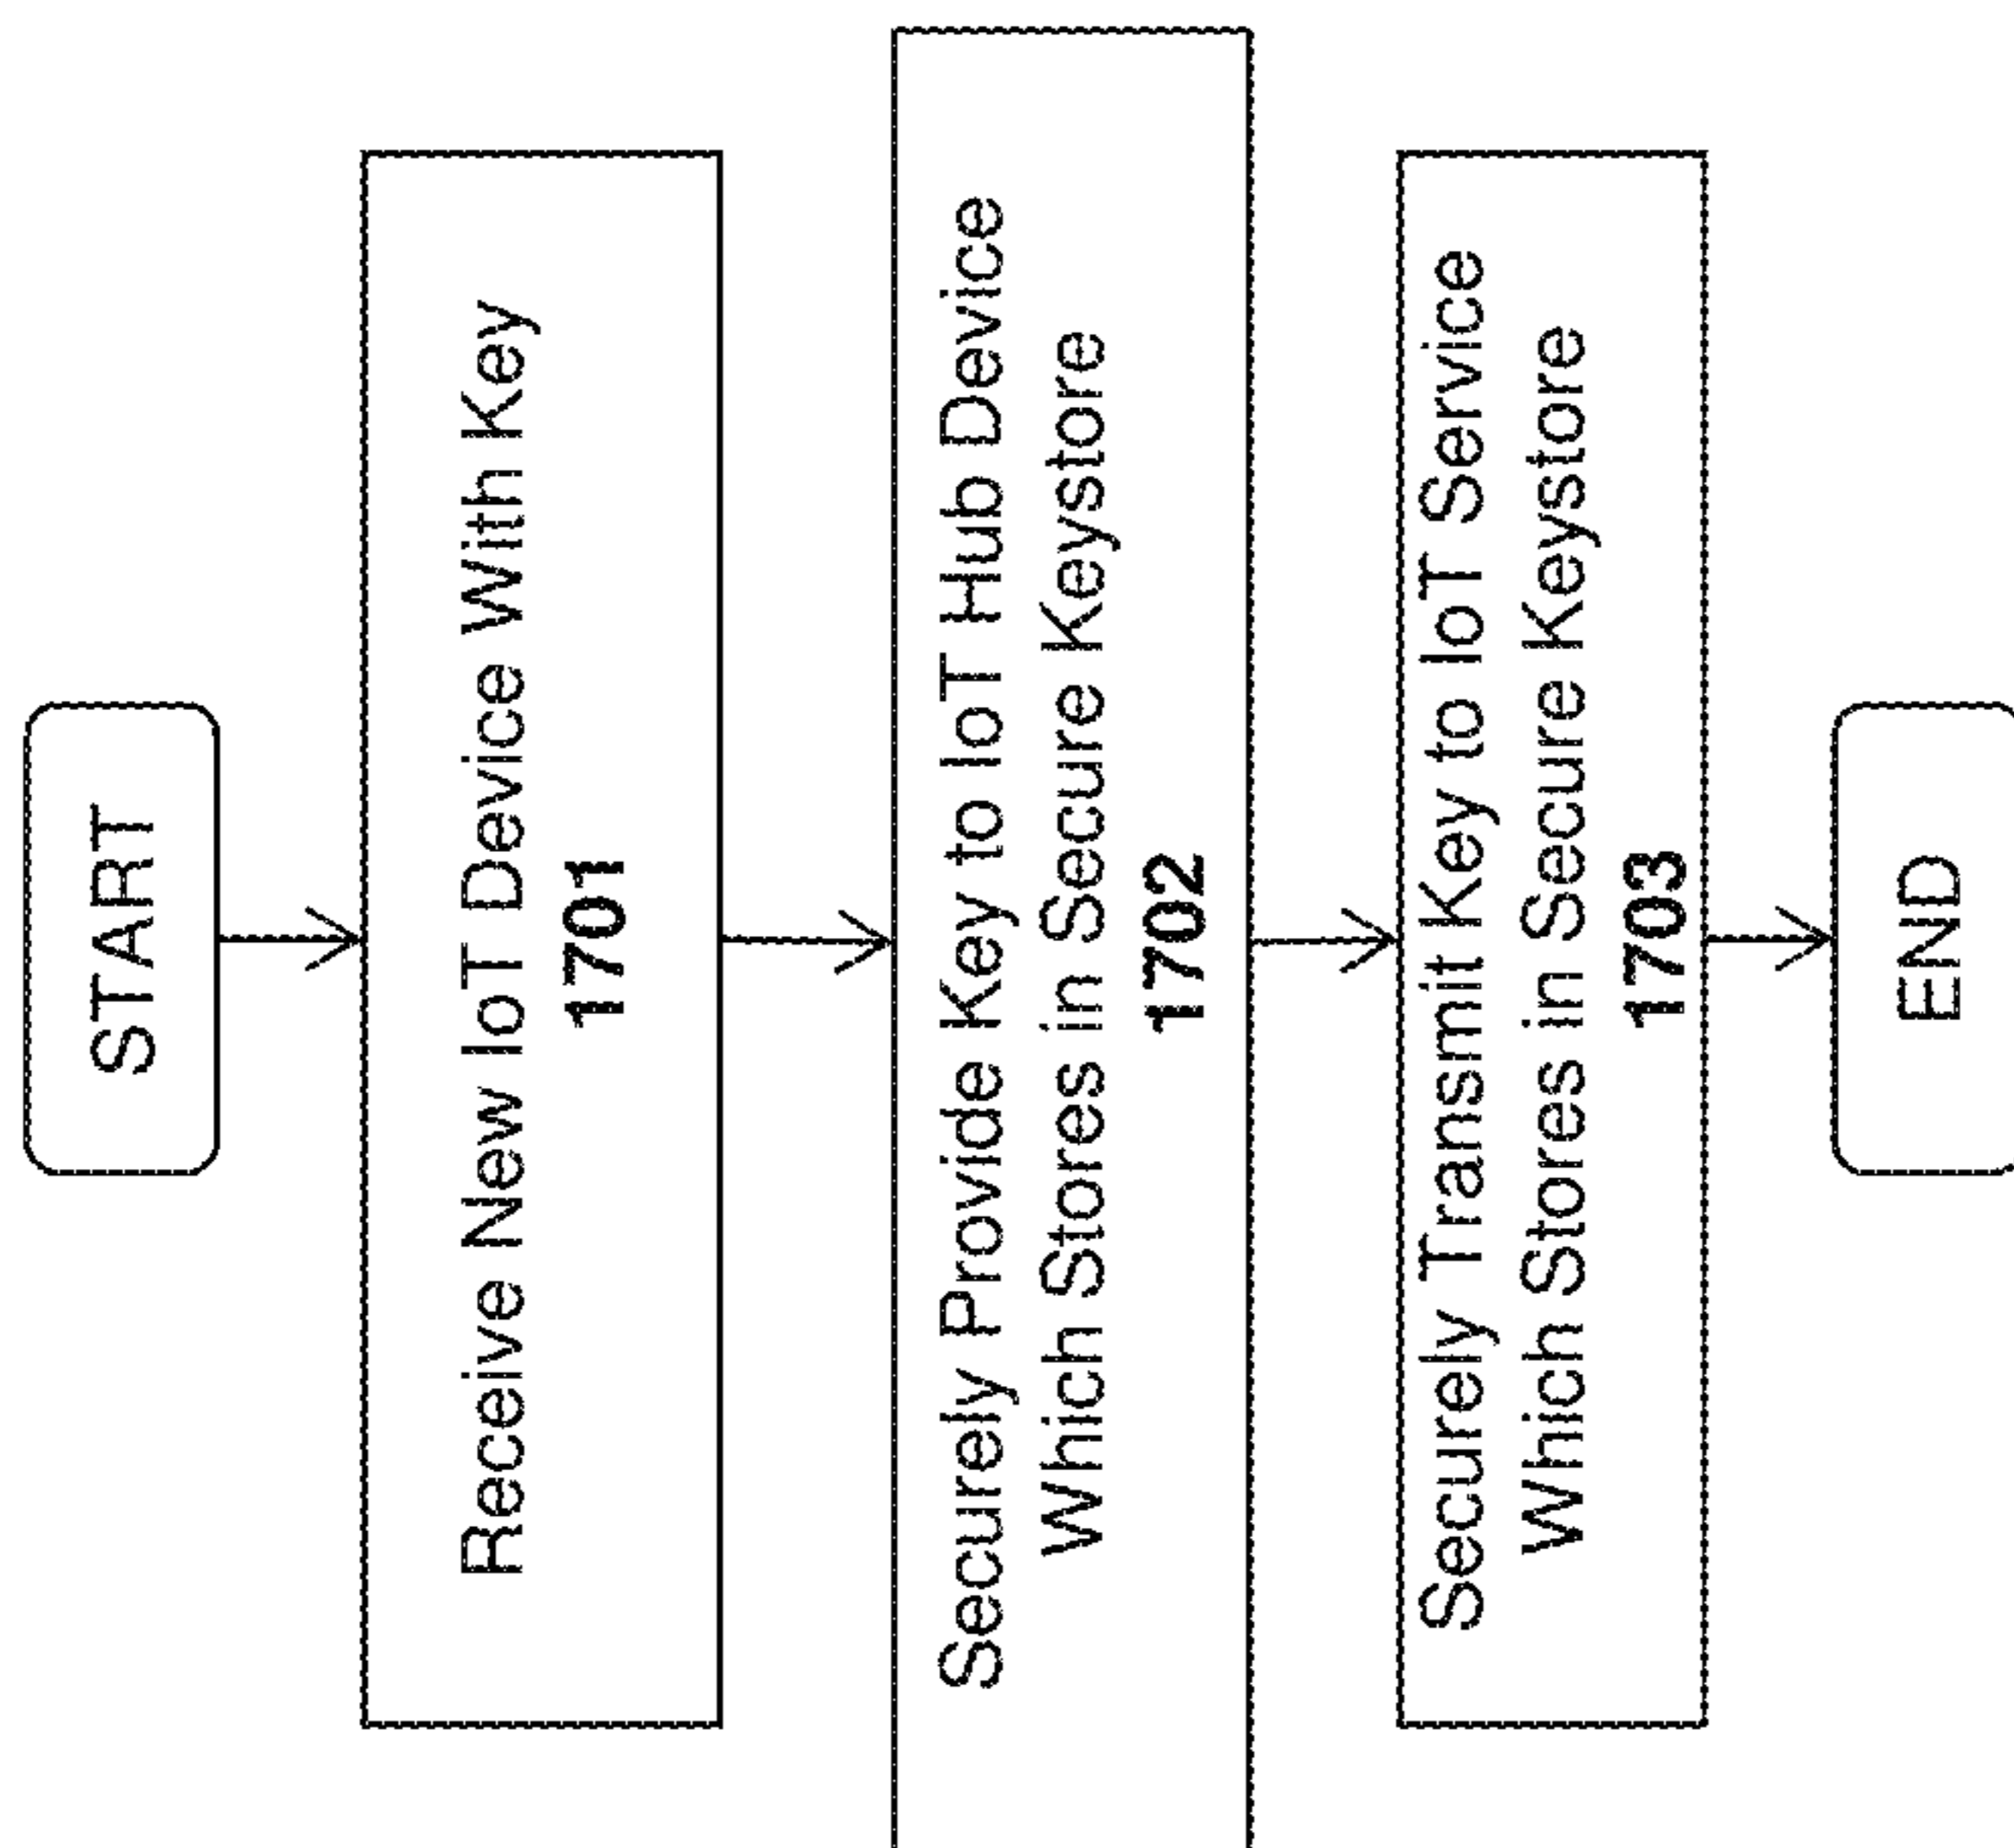 START
Receive New IoT Device With Key
1701
Securely Provide Key to IoT Hub Device
Which Stores in Secure Keystore
1702
Securely Transmit Key to IoT Service
Which Stores in Secure Keystore
1703
END